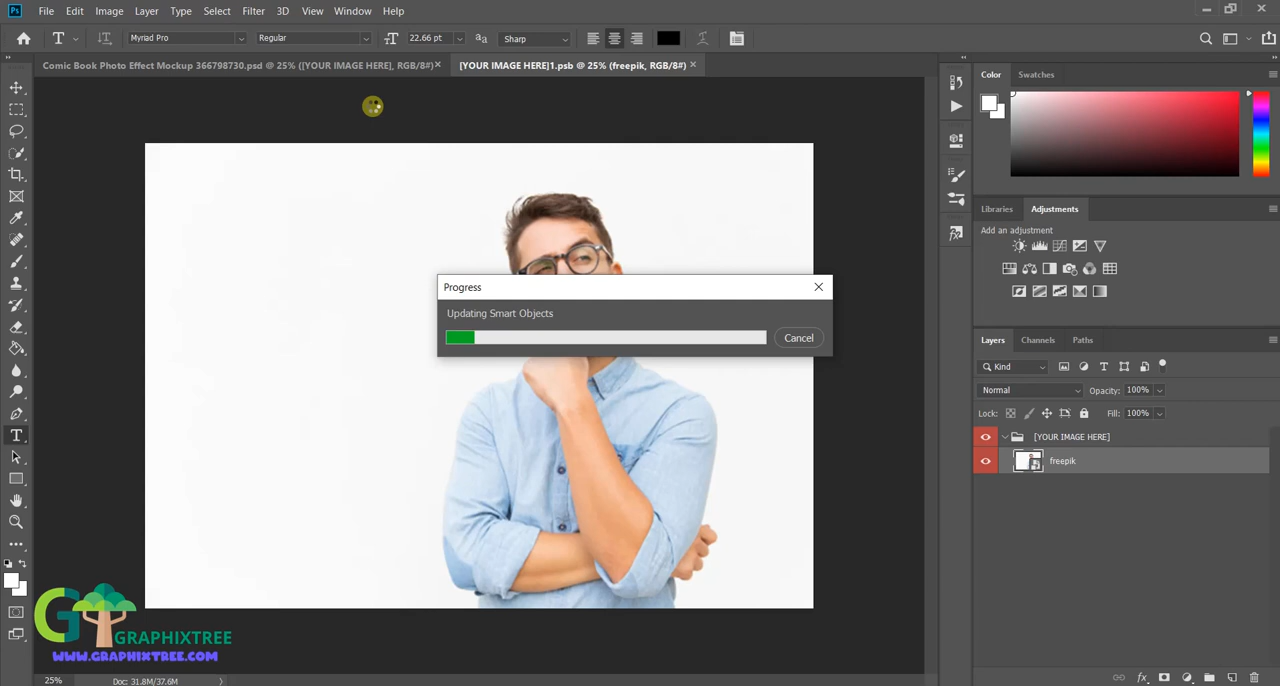 Ps File Edit Image Layer Type Select Filter 3D View Window Help
T Myriad Pro Regular 22.66 pt Sharp
Comic Book Photo Effect Mockup 366798730.psd @ 25% ([YOUR IMAGE HERE], RGB/8#) × [YOUR IMAGE HERE]1.psb @ 25% (freepik, RGB/8#) ×
Color Swatches
Libraries Adjustments
Add an adjustment
Progress
Updating Smart Objects
Cancel
Layers Channels Paths
Kind
Normal Opacity: 100%
Lock: Fill: 100%
[YOUR IMAGE HERE]
freepik
GRAPHIXTREE
WWW.GRAPHIXTREE.COM
25% Doc: 31.8M/37.6M